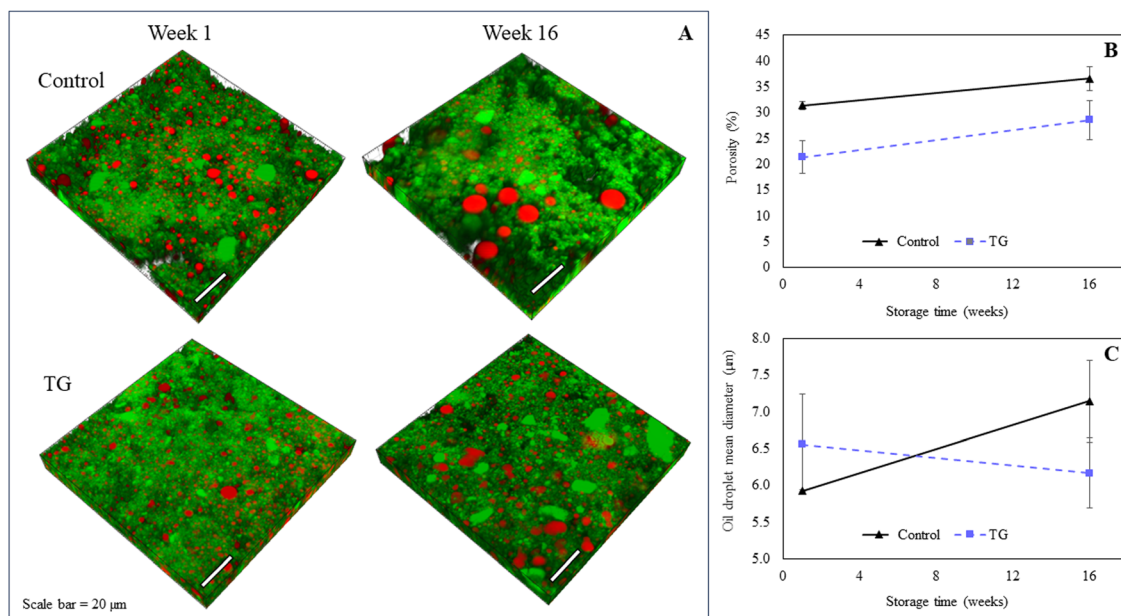 Week 1
Week 16
A
Control
TG
Scale bar = 20 μm
B
45
40
35
30
25
20
15
10
5
0
Porosity (%)
Control
TG
0
4
8
12
16
Storage time (weeks)
C
8.0
7.5
7.0
6.5
6.0
5.5
5.0
Oil droplet mean diameter (μm)
Control
TG
0
4
8
12
16
Storage time (weeks)